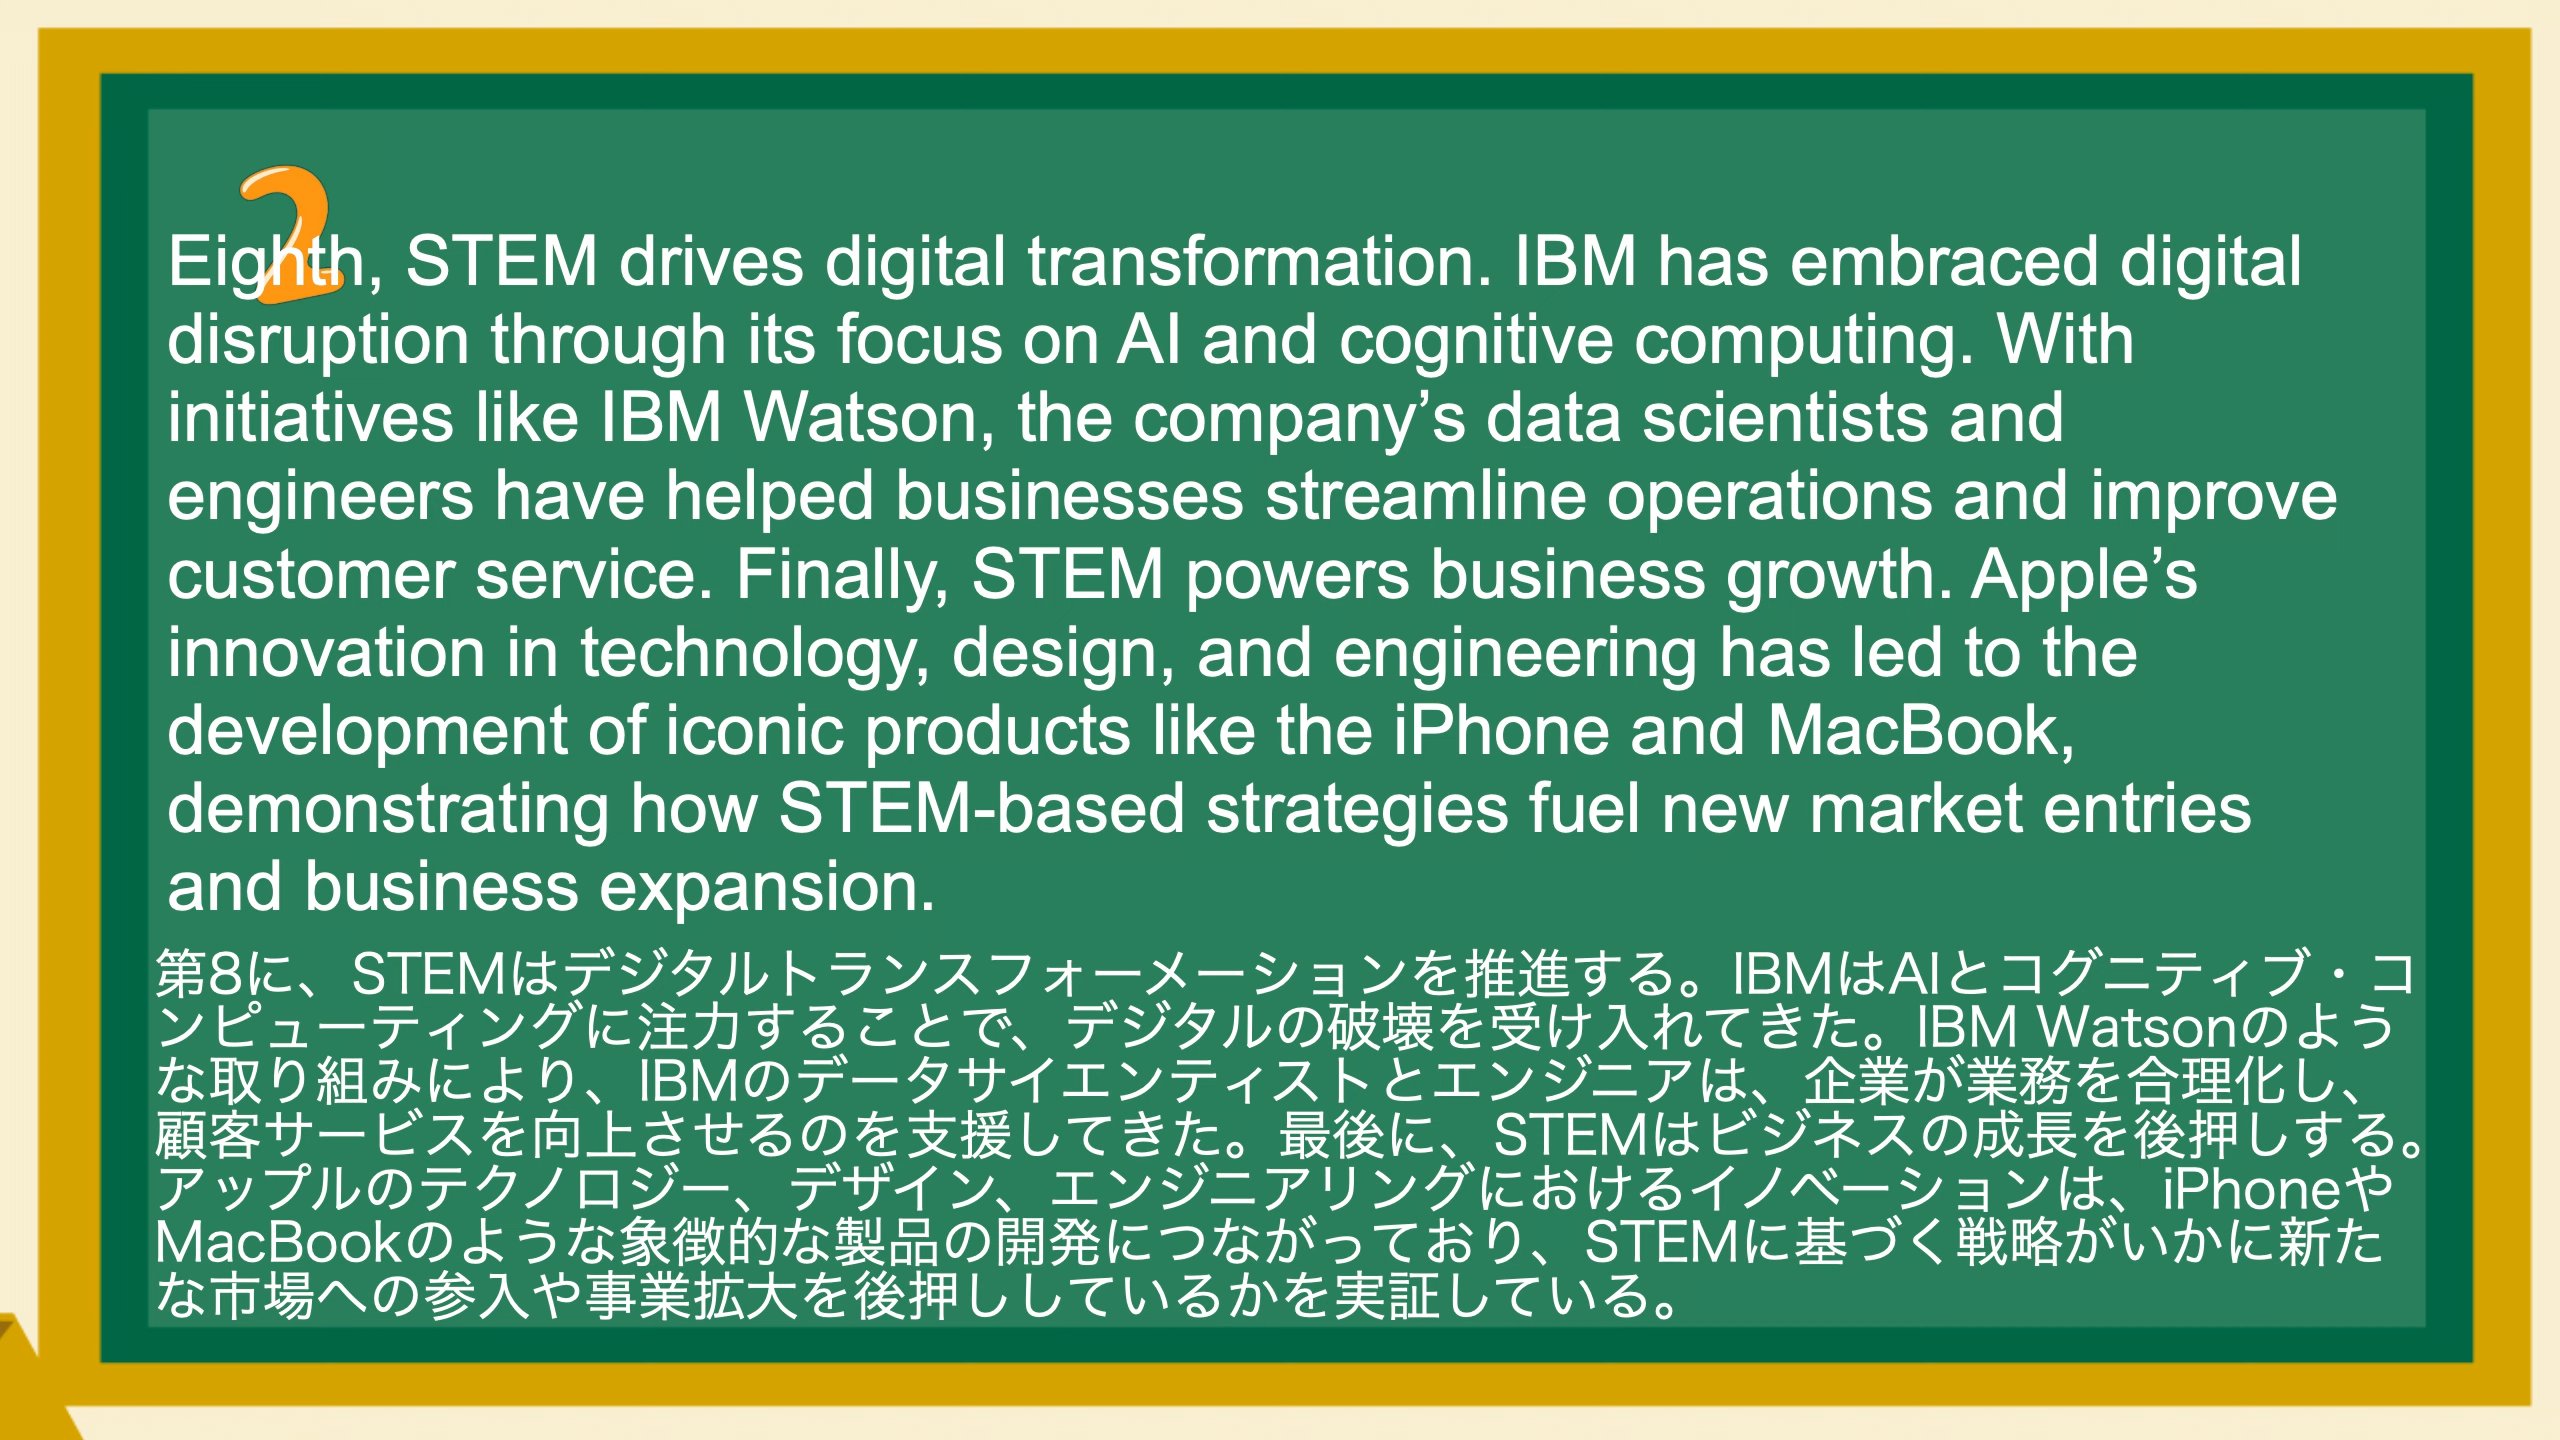 2
Eighth, STEM drives digital transformation. IBM has embraced digital
disruption through its focus on AI and cognitive computing. With
initiatives like IBM Watson, the company’s data scientists and
engineers have helped businesses streamline operations and improve
customer service. Finally, STEM powers business growth. Apple’s
innovation in technology, design, and engineering has led to the
development of iconic products like the iPhone and MacBook,
demonstrating how STEM-based strategies fuel new market entries
and business expansion.
第8に、STEMはデジタルトランスフォーメーションを推進する。IBMはAIとコグニティブ・コ
ンピューティングに注力することで、デジタルの破壊を受け入れてきた。IBM Watsonのよう
な取り組みにより、IBMのデータサイエンティストとエンジニアは、企業が業務を合理化し、
顧客サービスを向上させるのを支援してきた。最後に、STEMはビジネスの成長を後押しする。
アップルのテクノロジー、デザイン、エンジニアリングにおけるイノベーションは、iPhoneや
MacBookのような象徴的な製品の開発につながっており、STEMに基づく戦略がいかに新た
な市場への参入や事業拡大を後押ししているかを実証している。